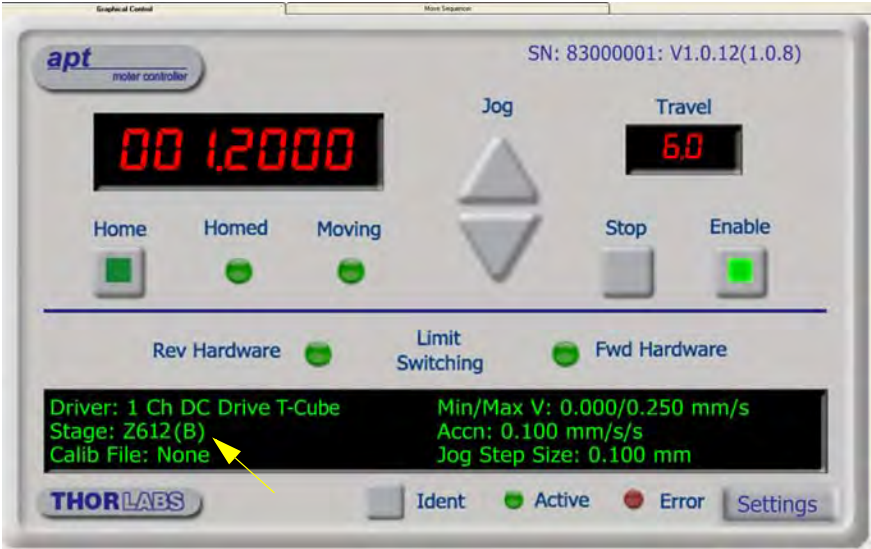 Graphical Control
Move Sequencer
apt
motor controller
SN: 83000001: V1.0.12(1.0.8)
Jog
Travel
001.2000
6.0
Home
Homed
Moving
Stop
Enable
Rev Hardware
Limit
Switching
Fwd Hardware
Driver: 1 Ch DC Drive T-Cube
Min/Max V: 0.000/0.250 mm/s
Stage: Z612(B)
Accn: 0.100 mm/s/s
Calib File: None
Jog Step Size: 0.100 mm
THORLABS
Ident
Active
Error
Settings